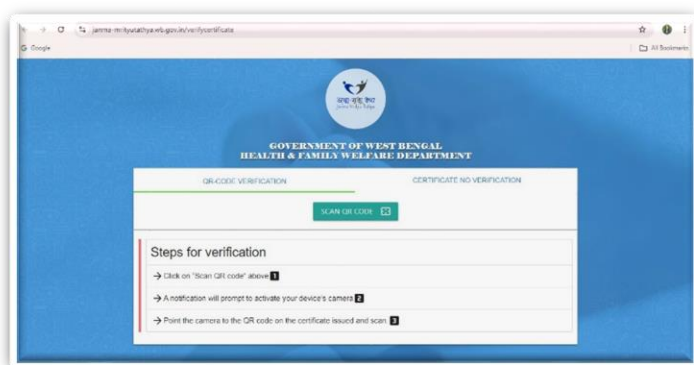 janma-mrityutathya.wb.gov.in/verifycertificate
Google
All Bookmarks
জন্ম-মৃত্যু তথ্য
GOVERNMENT OF WEST BENGAL
HEALTH & FAMILY WELFARE DEPARTMENT
QR-CODE VERIFICATION
CERTIFICATE NO VERIFICATION
SCAN QR CODE
Steps for verification
→ Click on "Scan QR code" above 1
→ A notification will prompt to activate your device's camera 2
→ Point the camera to the QR code on the certificate issued and scan. 3